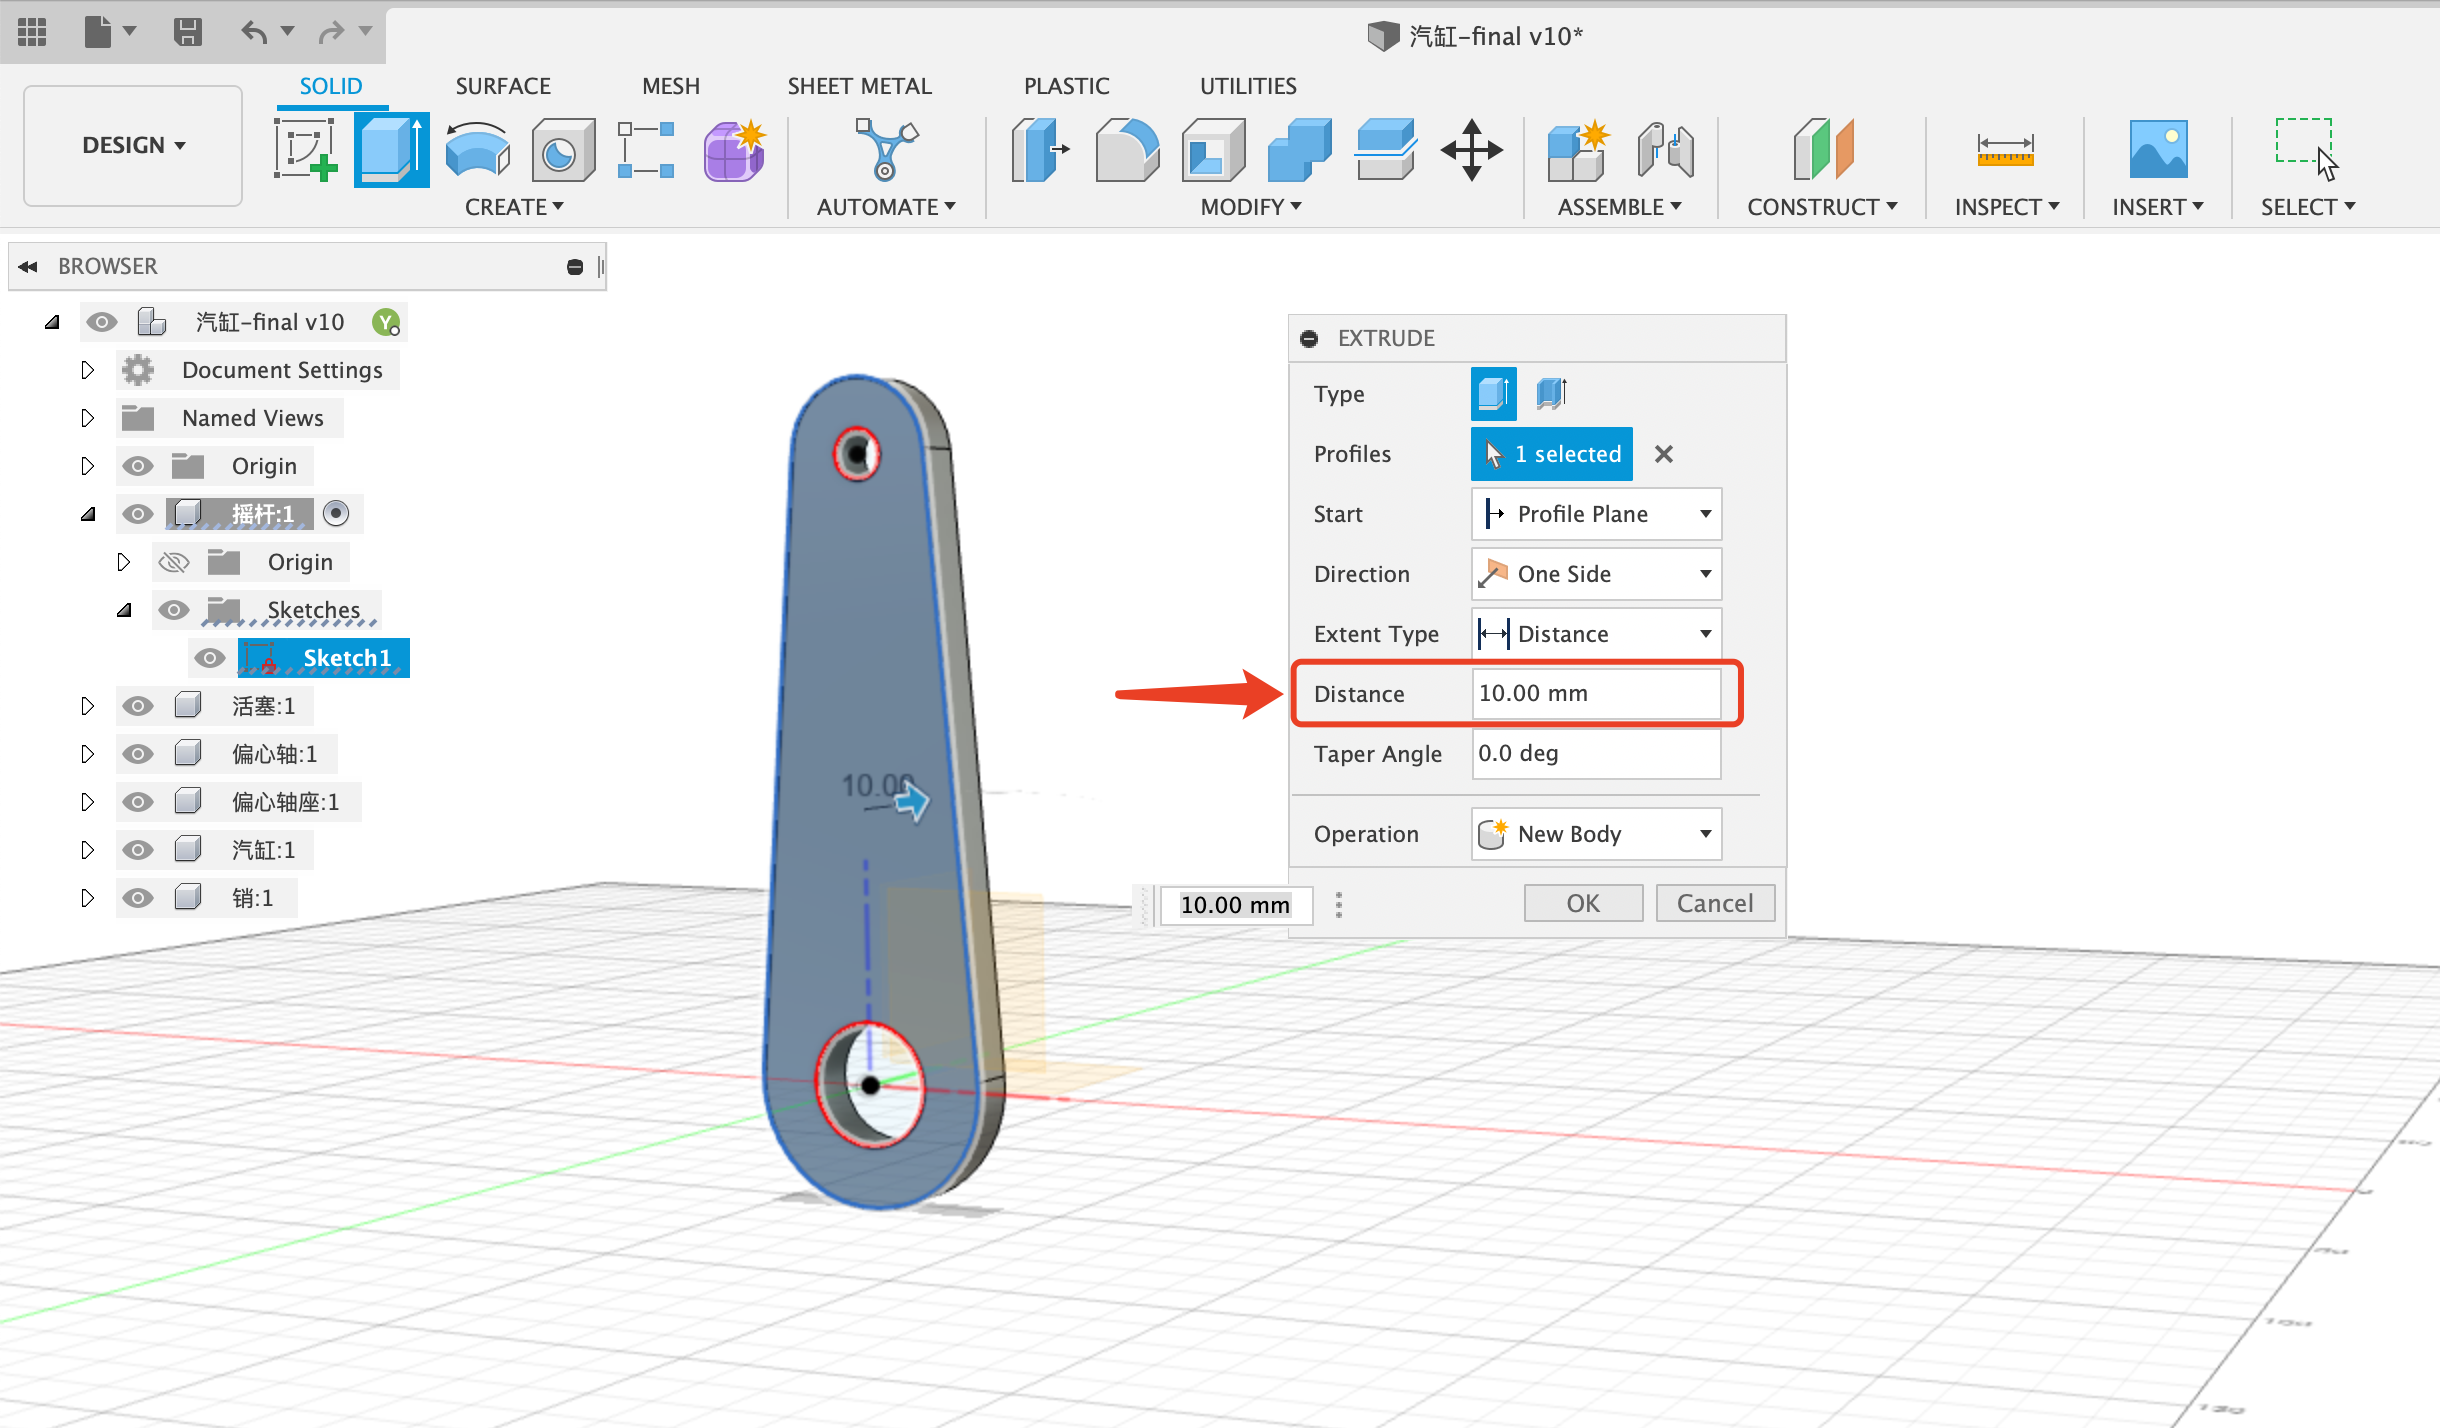 汽缸-final v10*
SOLID SURFACE MESH SHEET METAL PLASTIC UTILITIES
DESIGN
CREATE AUTOMATE MODIFY ASSEMBLE CONSTRUCT INSPECT INSERT SELECT
BROWSER
汽缸-final v10 Y
Document Settings
Named Views
Origin
摇杆:1
Origin
Sketches
Sketch1
活塞:1
偏心轴:1
偏心轴座:1
汽缸:1
销:1
EXTRUDE
Type
Profiles 1 selected
Start Profile Plane
Direction One Side
Extent Type Distance
Distance 10.00 mm
Taper Angle 0.0 deg
Operation New Body
OK Cancel
10.00
10.00 mm